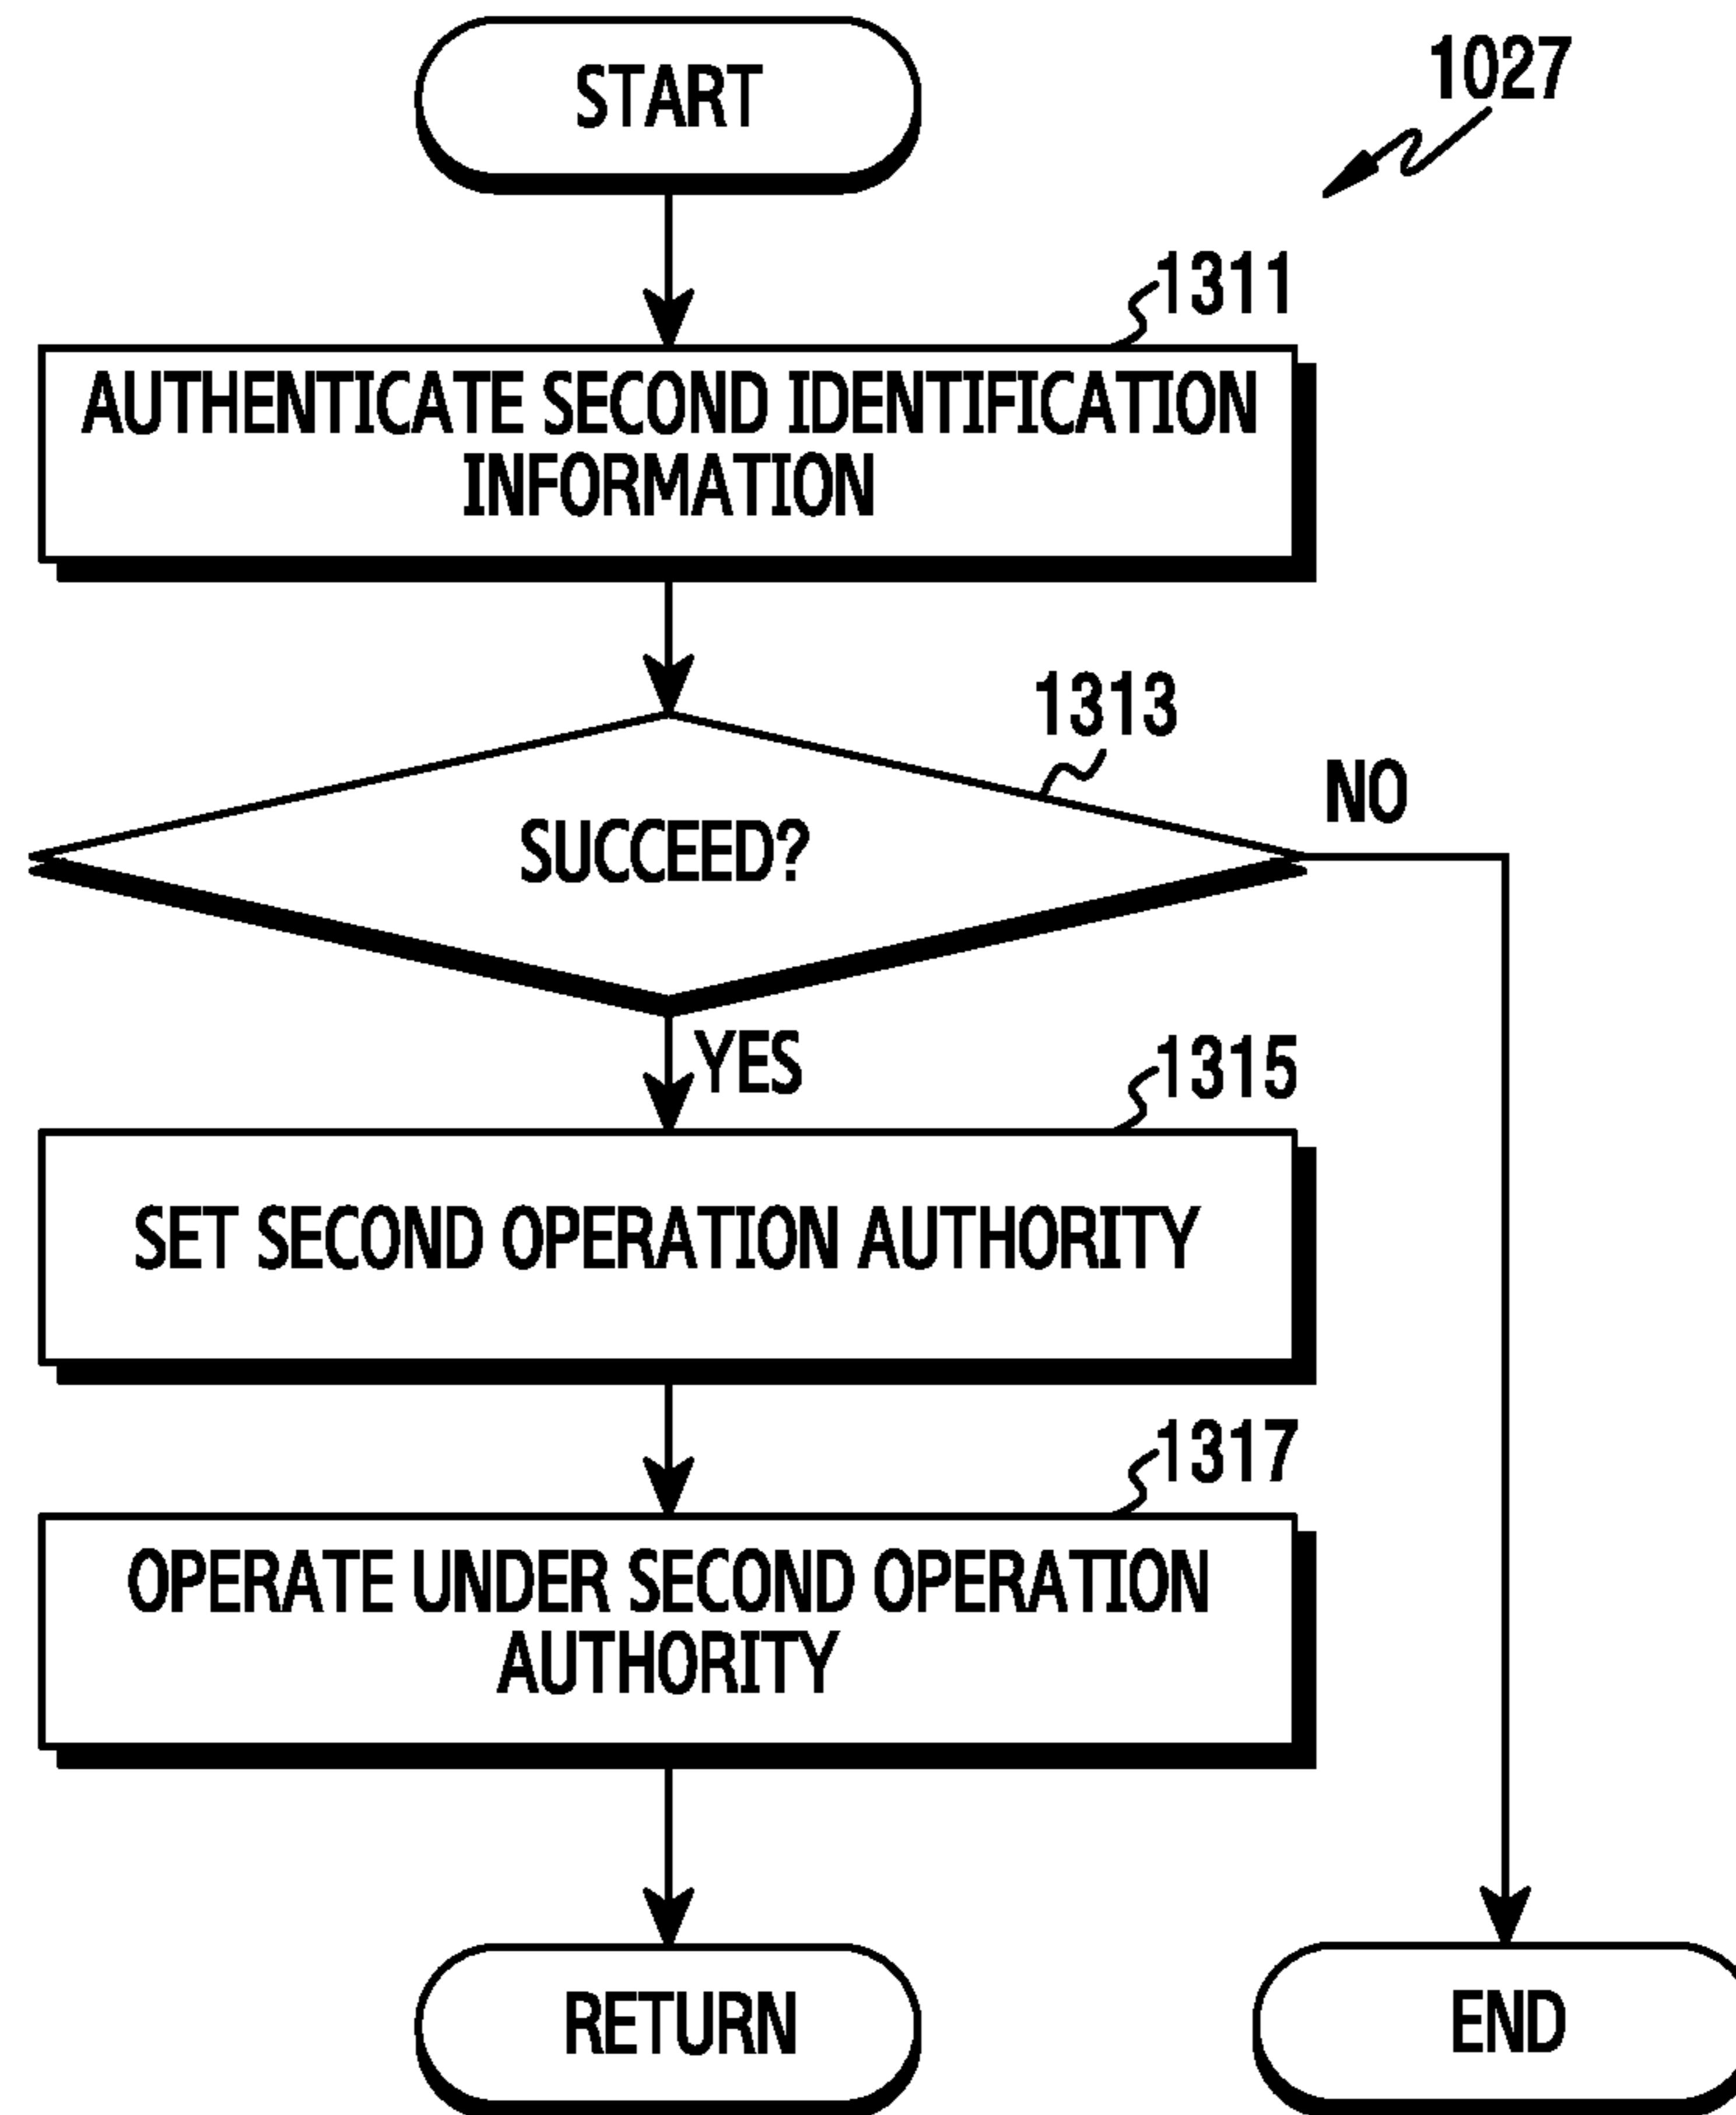 START
1027
1311
AUTHENTICATE SECOND IDENTIFICATION
INFORMATION
1313
NO
SUCCEED?
YES
1315
SET SECOND OPERATION AUTHORITY
1317
OPERATE UNDER SECOND OPERATION
AUTHORITY
RETURN
END